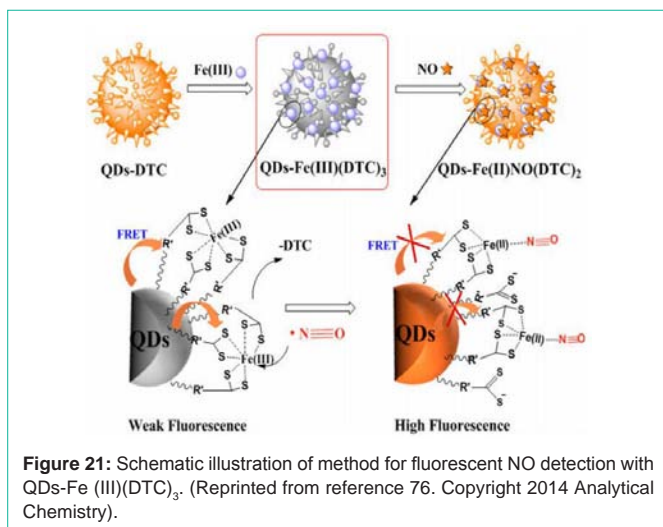 Fe(III)
NO
QDs-DTC
QDs-Fe(III)(DTC)₃
QDs-Fe(II)NO(DTC)₂
S
S
Fe(III)
S
S
S
S
FRET
R'
R'
R'
-DTC
QDs
R'
S
S
S
S
S
S
Fe(III)
R'
• N≡O
Weak Fluorescence
FRET
R'
S
S
Fe(II)
N≡O
S
S
R'
S⁻
S
QDs
R'
S
S
Fe(II)
N≡O
S
S
R'
R'
S⁻
S
High Fluorescence
Figure 21: Schematic illustration of method for fluorescent NO detection with
QDs-Fe (III)(DTC)₃. (Reprinted from reference 76. Copyright 2014 Analytical
Chemistry).